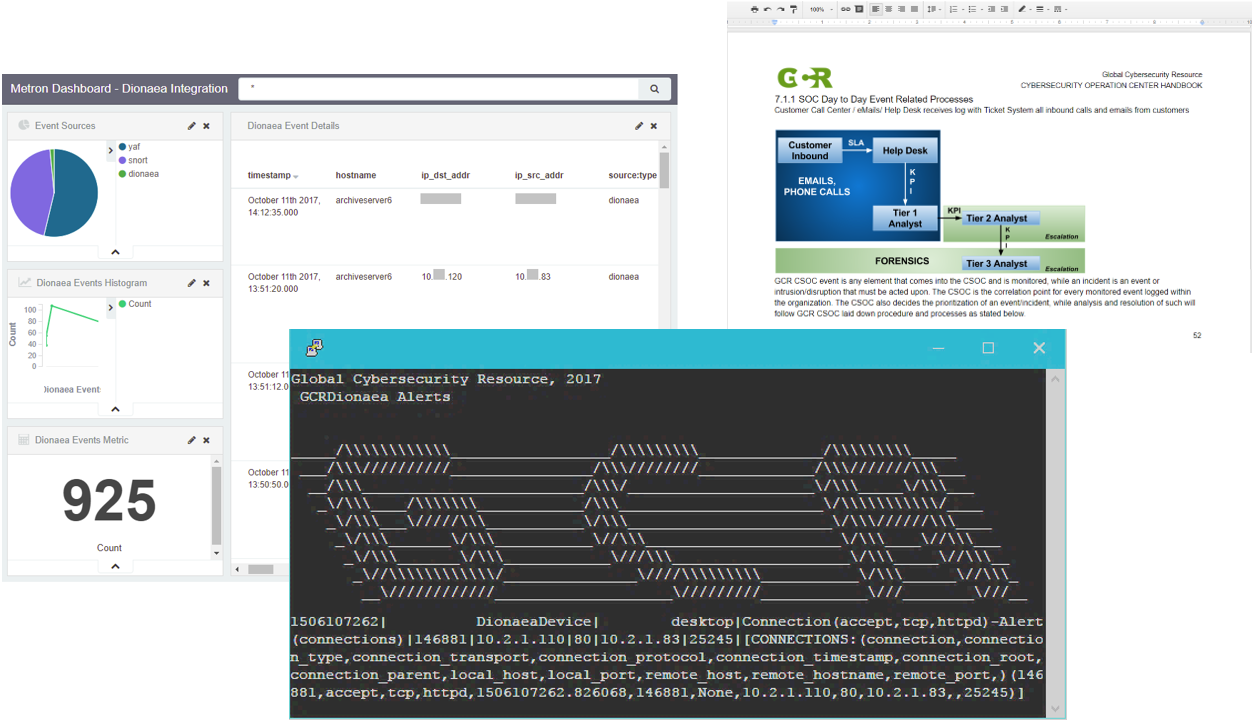 Metron Dashboard - Dionaea Integration
*
Event Sources
yaf
snort
dionaea
Dionaea Events Histogram
Count
100
80
60
40
20
0
Count
Dionaea Events Metric
925
Count
Dionaea Event Details
timestamp hostname ip_dst_addr ip_src_addr source:type
October 11th 2017, archiveserver6 dionaea
14:12:35.000
October 11th 2017, archiveserver6 10. .120 10. .83 dionaea
13:51:20.000
October 11
13:51:12.0
October 11
13:50:50.0
100%
GCR
Global Cybersecurity Resource
CYBERSECURITY OPERATION CENTER HANDBOOK
7.1.1 SOC Day to Day Event Related Processes
Customer Call Center / eMails/ Help Desk receives log with Ticket System all inbound calls and emails from customers
Customer
Inbound
SLA
Help Desk
EMAILS,
PHONE CALLS
K
P
I
Tier 1
Analyst
KPI
Tier 2 Analyst
K
P
I
Escalation
FORENSICS
Tier 3 Analyst
Escalation
GCR CSOC event is any element that comes into the CSOC and is monitored, while an incident is an event or
intrusion/disruption that must be acted upon. The CSOC is the correlation point for every monitored event logged within
the organization. The CSOC also decides the prioritization of an event/incident, while analysis and resolution of such will
follow GCR CSOC laid down procedure and processes as stated below.
52
Global Cybersecurity Resource, 2017
GCRDionaea Alerts
1506107262| DionaeaDevice| desktop|Connection(accept,tcp,httpd)-Alert
(connections)|146881|10.2.1.110|80|10.2.1.83|25245|[CONNECTIONS:(connection,connectio
n_type,connection_transport,connection_protocol,connection_timestamp,connection_root,
connection_parent,local_host,local_port,remote_host,remote_hostname,remote_port,)(146
881,accept,tcp,httpd,1506107262.826068,146881,None,10.2.1.110,80,10.2.1.83,,25245)]